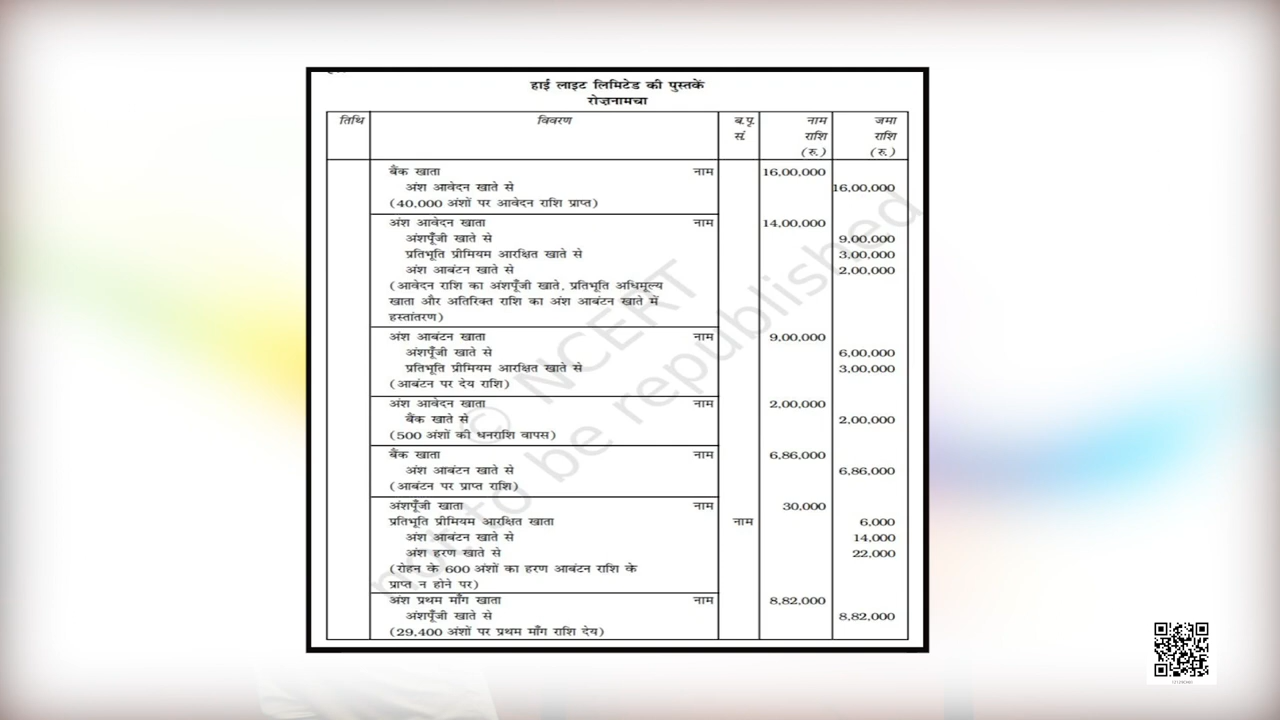 हाई लाइट लिमिटेड की पुस्तकें
रोज़नामचा
तिथि विवरण ब.पृ. नाम जमा
सं. राशि राशि
(रु.) (रु.)
बैंक खाता नाम 16,00,000
अंश आवेदन खाते से 16,00,000
(40,000 अंशों पर आवेदन राशि प्राप्त)
अंश आवेदन खाता नाम 14,00,000
अंशपूँजी खाते से 9,00,000
प्रतिभूति प्रीमियम आरक्षित खाते से 3,00,000
अंश आबंटन खाते से 2,00,000
(आवेदन राशि का अंशपूँजी खाते, प्रतिभूति अधिमूल्य
खाता और अतिरिक्त राशि का अंश आबंटन खाते में
हस्तांतरण)
अंश आबंटन खाता नाम 9,00,000
अंशपूँजी खाते से 6,00,000
प्रतिभूति प्रीमियम आरक्षित खाते से 3,00,000
(आबंटन पर देय राशि)
अंश आवेदन खाता नाम 2,00,000
बैंक खाते से 2,00,000
(500 अंशों की धनराशि वापस)
बैंक खाता नाम 6,86,000
अंश आबंटन खाते से 6,86,000
(आबंटन पर प्राप्त राशि)
अंशपूँजी खाता नाम 30,000
प्रतिभूति प्रीमियम आरक्षित खाता नाम 6,000
अंश आबंटन खाते से 14,000
अंश हरण खाते से 22,000
(रोहन के 600 अंशों का हरण आबंटन राशि के
प्राप्त न होने पर)
अंश प्रथम माँग खाता नाम 8,82,000
अंशपूँजी खाते से 8,82,000
(29,400 अंशों पर प्रथम माँग राशि देय)
© NCERT
not to be republished